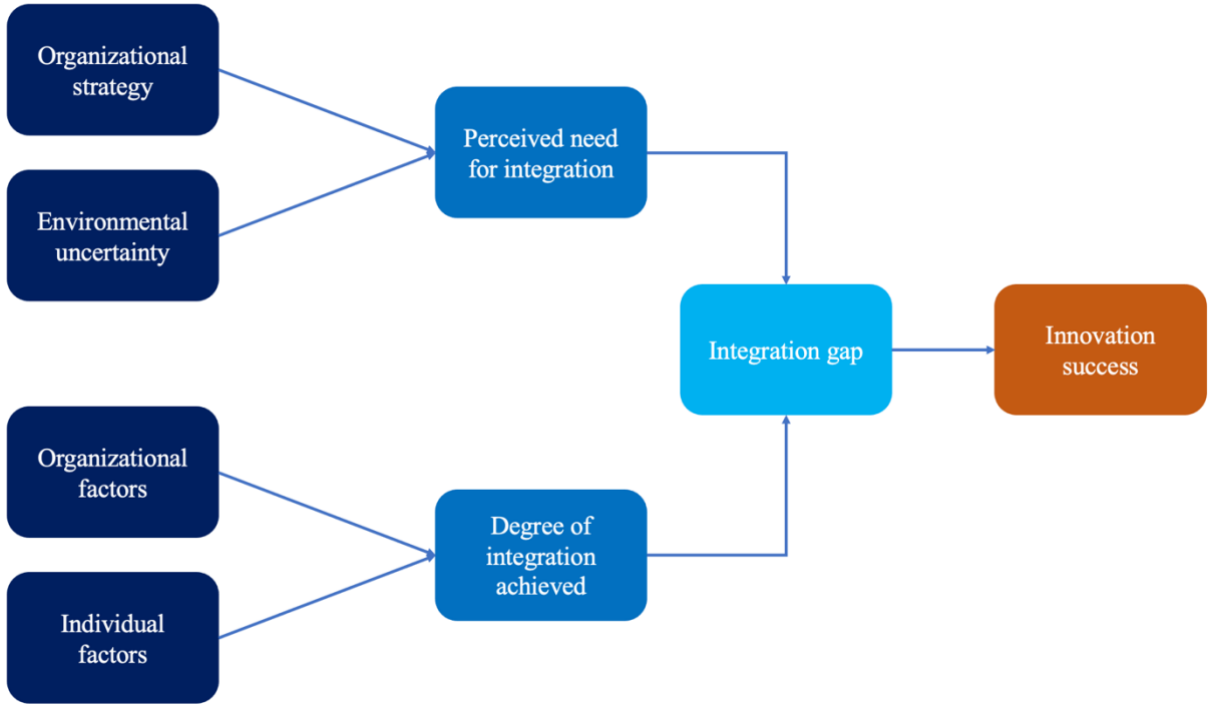 Organizational
strategy
Environmental
uncertainty
Perceived need
for integration
Integration gap
Innovation
success
Organizational
factors
Individual
factors
Degree of
integration
achieved